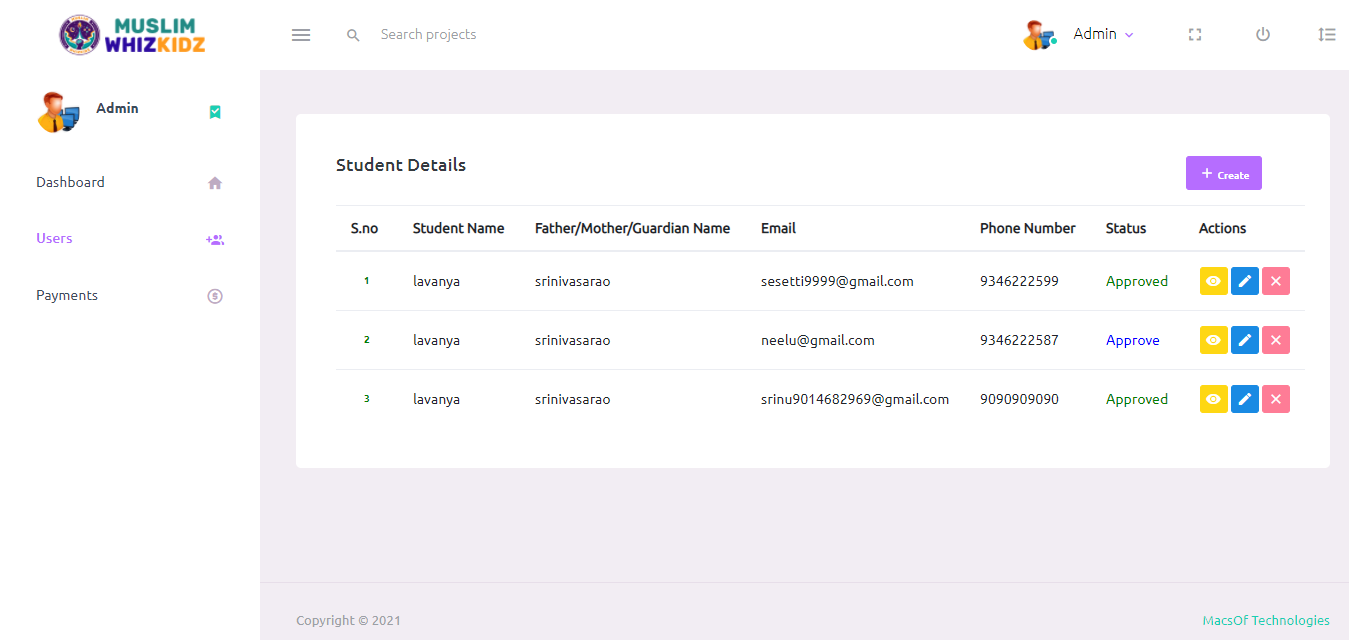 MUSLIM
WHIZKIDZ
Search projects
Admin
Admin
Dashboard
Users
Payments
Student Details
+ Create
S.no Student Name Father/Mother/Guardian Name Email Phone Number Status Actions
1 lavanya srinivasarao sesetti9999@gmail.com 9346222599 Approved
2 lavanya srinivasarao neelu@gmail.com 9346222587 Approve
3 lavanya srinivasarao srinu9014682969@gmail.com 9090909090 Approved
Copyright © 2021
MacsOf Technologies